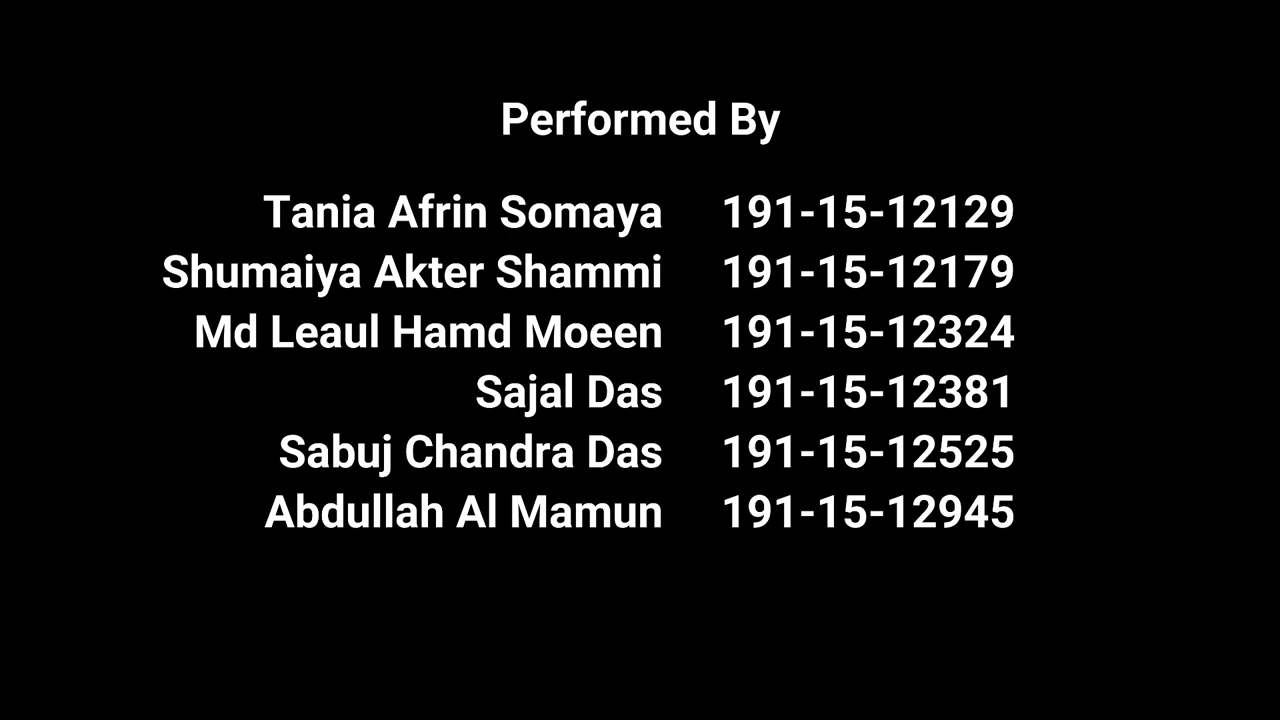 Performed By
Tania Afrin Somaya 191-15-12129
Shumaiya Akter Shammi 191-15-12179
Md Leaul Hamd Moeen 191-15-12324
Sajal Das 191-15-12381
Sabuj Chandra Das 191-15-12525
Abdullah Al Mamun 191-15-12945